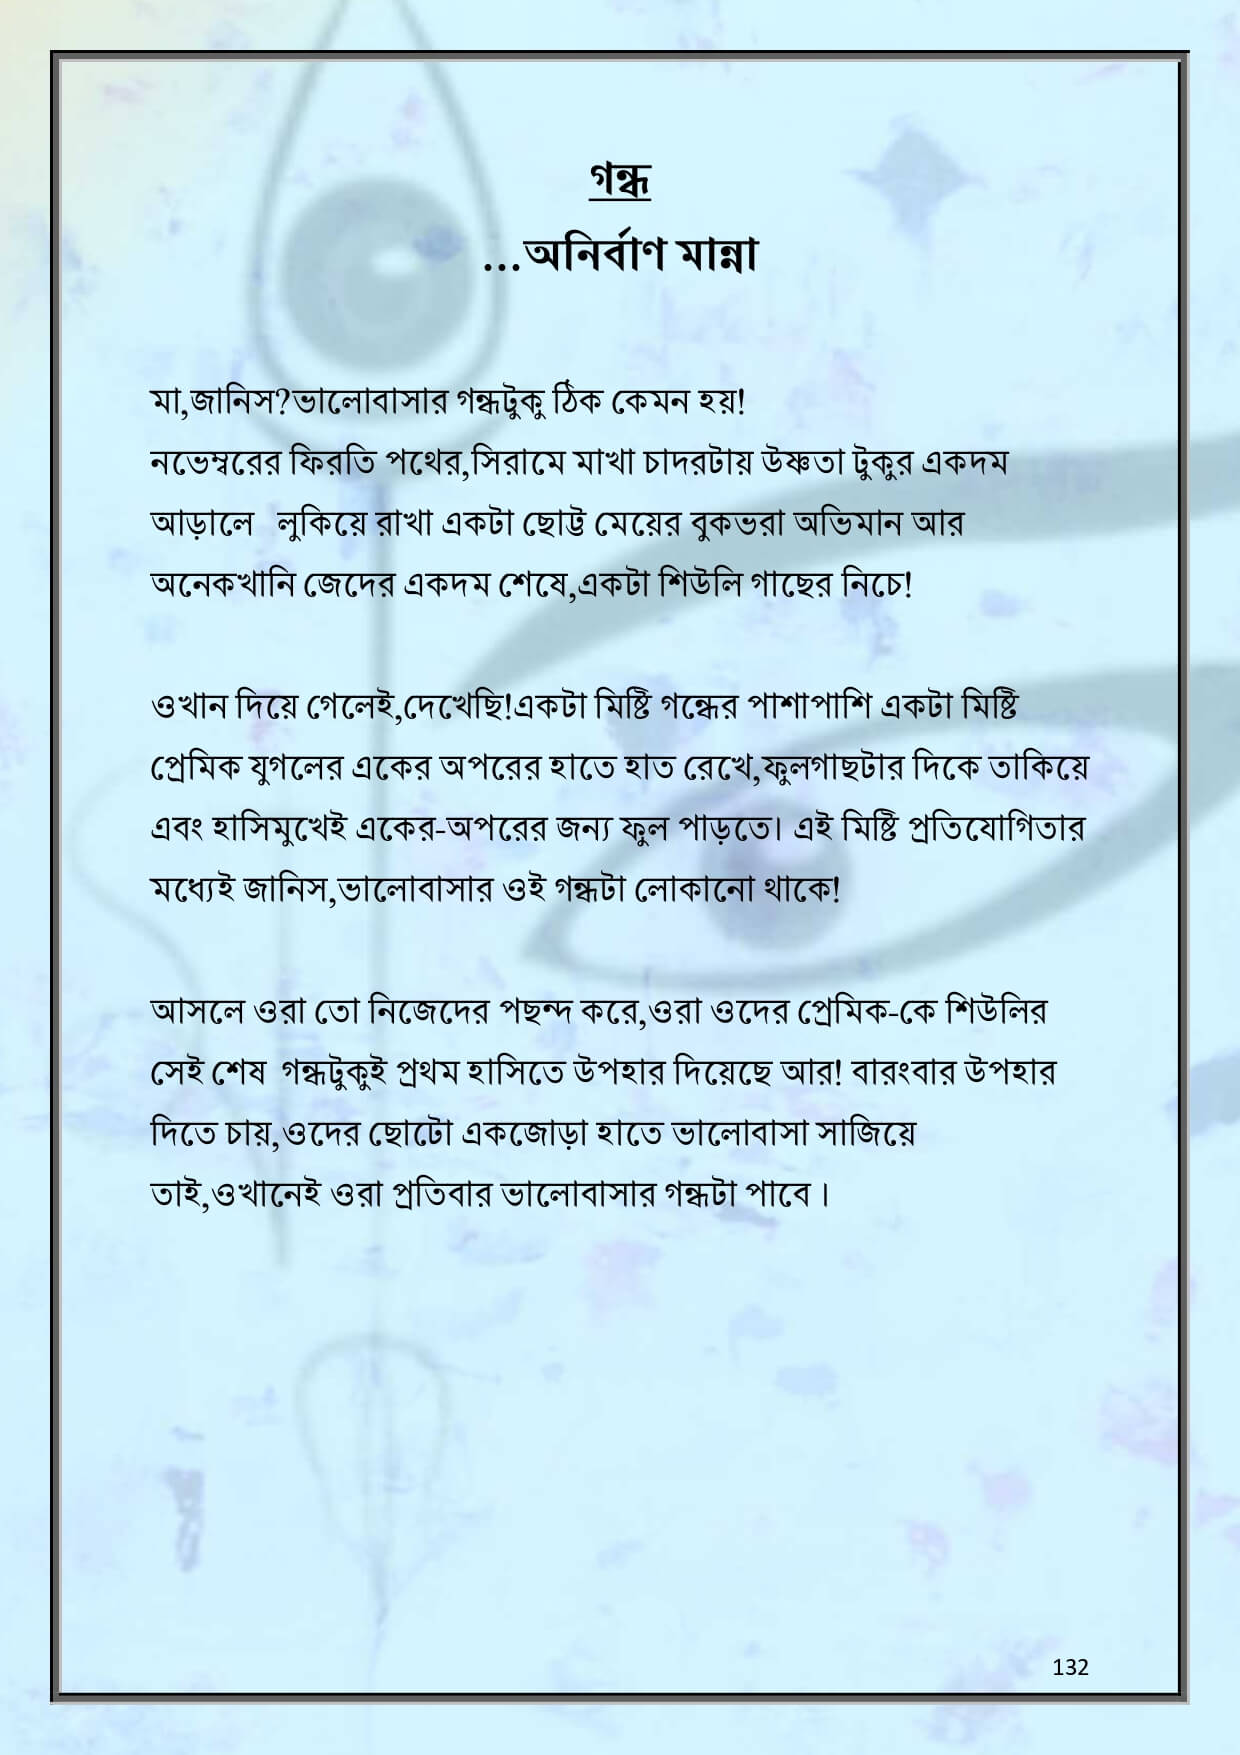 গন্ধ
...অনির্বাণ মান্না
মা,জানিস?ভালোবাসার গন্ধটুকু ঠিক কেমন হয়!
নভেম্বরের ফিরতি পথের,সিরামে মাখা চাদরটায় উষ্ণতা টুকুর একদম
আড়ালে লুকিয়ে রাখা একটা ছোট্ট মেয়ের বুকভরা অভিমান আর
অনেকখানি জেদের একদম শেষে,একটা শিউলি গাছের নিচে!
ওখান দিয়ে গেলেই,দেখেছি!একটা মিষ্টি গন্ধের পাশাপাশি একটা মিষ্টি
প্রেমিক যুগলের একের অপরের হাতে হাত রেখে,ফুলগাছটার দিকে তাকিয়ে
এবং হাসিমুখেই একের-অপরের জন্য ফুল পাড়তে। এই মিষ্টি প্রতিযোগিতার
মধ্যেই জানিস,ভালোবাসার ওই গন্ধটা লোকানো থাকে!
আসলে ওরা তো নিজেদের পছন্দ করে,ওরা ওদের প্রেমিক-কে শিউলির
সেই শেষ গন্ধটুকুই প্রথম হাসিতে উপহার দিয়েছে আর! বারংবার উপহার
দিতে চায়,ওদের ছোটো একজোড়া হাতে ভালোবাসা সাজিয়ে
তাই,ওখানেই ওরা প্রতিবার ভালোবাসার গন্ধটা পাবে ।
132